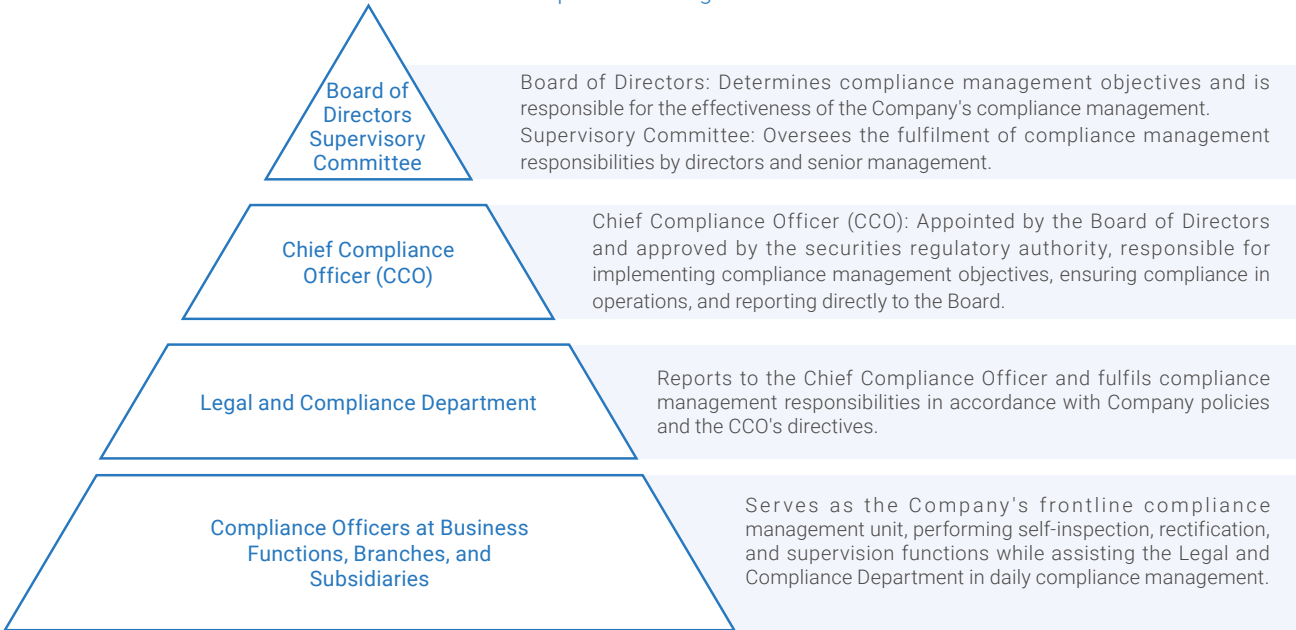 Board of
Directors
Supervisory
Committee
Board of Directors: Determines compliance management objectives and is
responsible for the effectiveness of the Company's compliance management.
Supervisory Committee: Oversees the fulfilment of compliance management
responsibilities by directors and senior management.
Chief Compliance
Officer (CCO)
Chief Compliance Officer (CCO): Appointed by the Board of Directors
and approved by the securities regulatory authority, responsible for
implementing compliance management objectives, ensuring compliance in
operations, and reporting directly to the Board.
Legal and Compliance Department
Reports to the Chief Compliance Officer and fulfils compliance
management responsibilities in accordance with Company policies
and the CCO's directives.
Compliance Officers at Business
Functions, Branches, and
Subsidiaries
Serves as the Company's frontline compliance
management unit, performing self-inspection, rectification,
and supervision functions while assisting the Legal and
Compliance Department in daily compliance management.